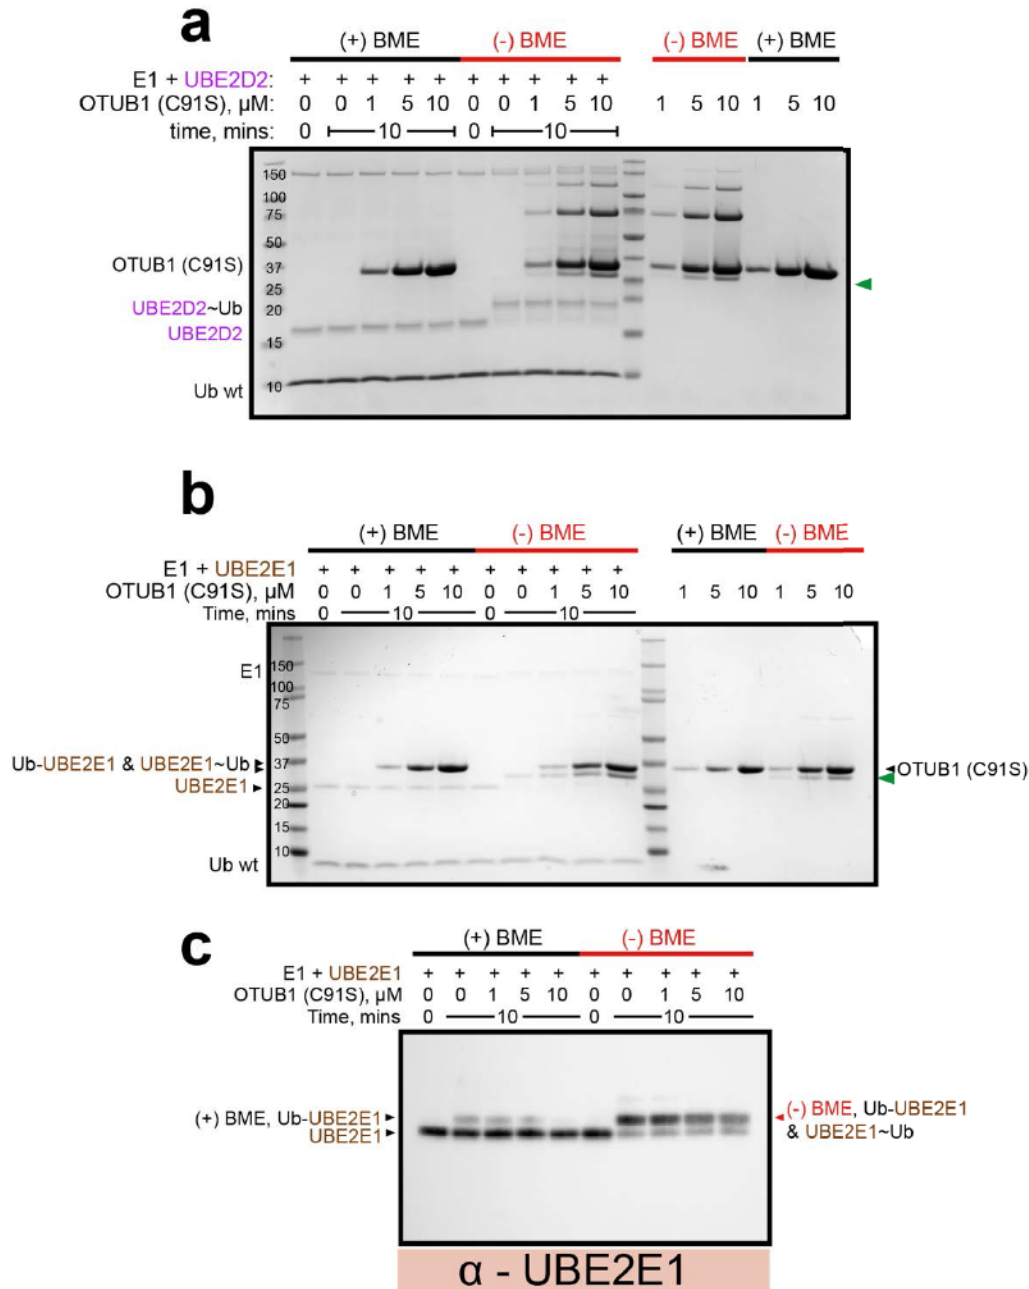 a
(+) BME (-) BME (-) BME (+) BME
E1 + UBE2D2: + + + + + + + + + +
OTUB1 (C91S), µM: 0 0 1 5 10 0 0 1 5 10 1 5 10 1 5 10
time, mins: 0 10 0 10
150
100
75
50
OTUB1 (C91S) 37
25
UBE2D2~Ub 20
UBE2D2
15
Ub wt 10
b
(+) BME (-) BME (+) BME (-) BME
E1 + UBE2E1 + + + + + + + + + +
OTUB1 (C91S), µM 0 0 1 5 10 0 0 1 5 10 1 5 10 1 5 10
Time, mins 0 10 0 10
E1 150
100
75
50
Ub-UBE2E1 & UBE2E1~Ub 37 OTUB1 (C91S)
UBE2E1 25
20
15
10
Ub wt
c
(+) BME (-) BME
E1 + UBE2E1 + + + + + + + + + +
OTUB1 (C91S), µM 0 0 1 5 10 0 0 1 5 10
Time, mins 0 10 0 10
(+) BME, Ub-UBE2E1 (-) BME, Ub-UBE2E1
UBE2E1 & UBE2E1~Ub
α - UBE2E1